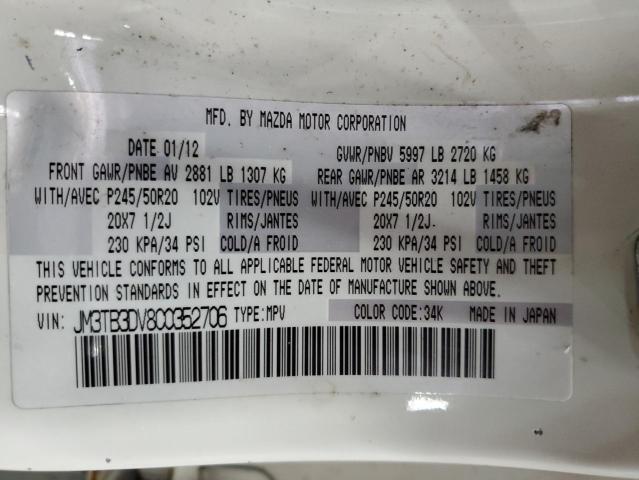 MFD. BY MAZDA MOTOR CORPORATION
DATE 01/12 GVWR/PNBV 5997 LB 2720 KG
FRONT GAWR/PNBE AV 2881 LB 1307 KG REAR GAWR/PNBE AR 3214 LB 1458 KG
WITH/AVEC P245/50R20 102V TIRES/PNEUS WITH/AVEC P245/50R20 102V TIRES/PNEUS
20X7 1/2J RIMS/JANTES 20X7 1/2J RIMS/JANTES
230 KPA/34 PSI COLD/A FROID 230 KPA/34 PSI COLD/A FROID
THIS VEHICLE CONFORMS TO ALL APPLICABLE FEDERAL MOTOR VEHICLE SAFETY AND THEFT
PREVENTION STANDARDS IN EFFECT ON THE DATE OF MANUFACTURE SHOWN ABOVE.
VIN: JM3TB3DV8C0352706 TYPE:MPV COLOR CODE:34K MADE IN JAPAN